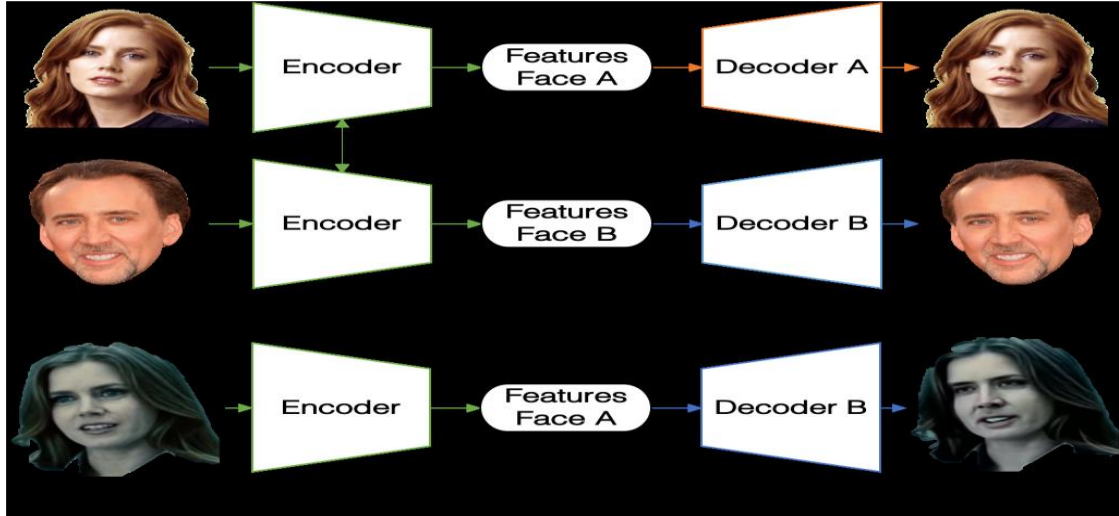 Encoder
Features
Face A
Decoder A
Encoder
Features
Face B
Decoder B
Encoder
Features
Face A
Decoder B